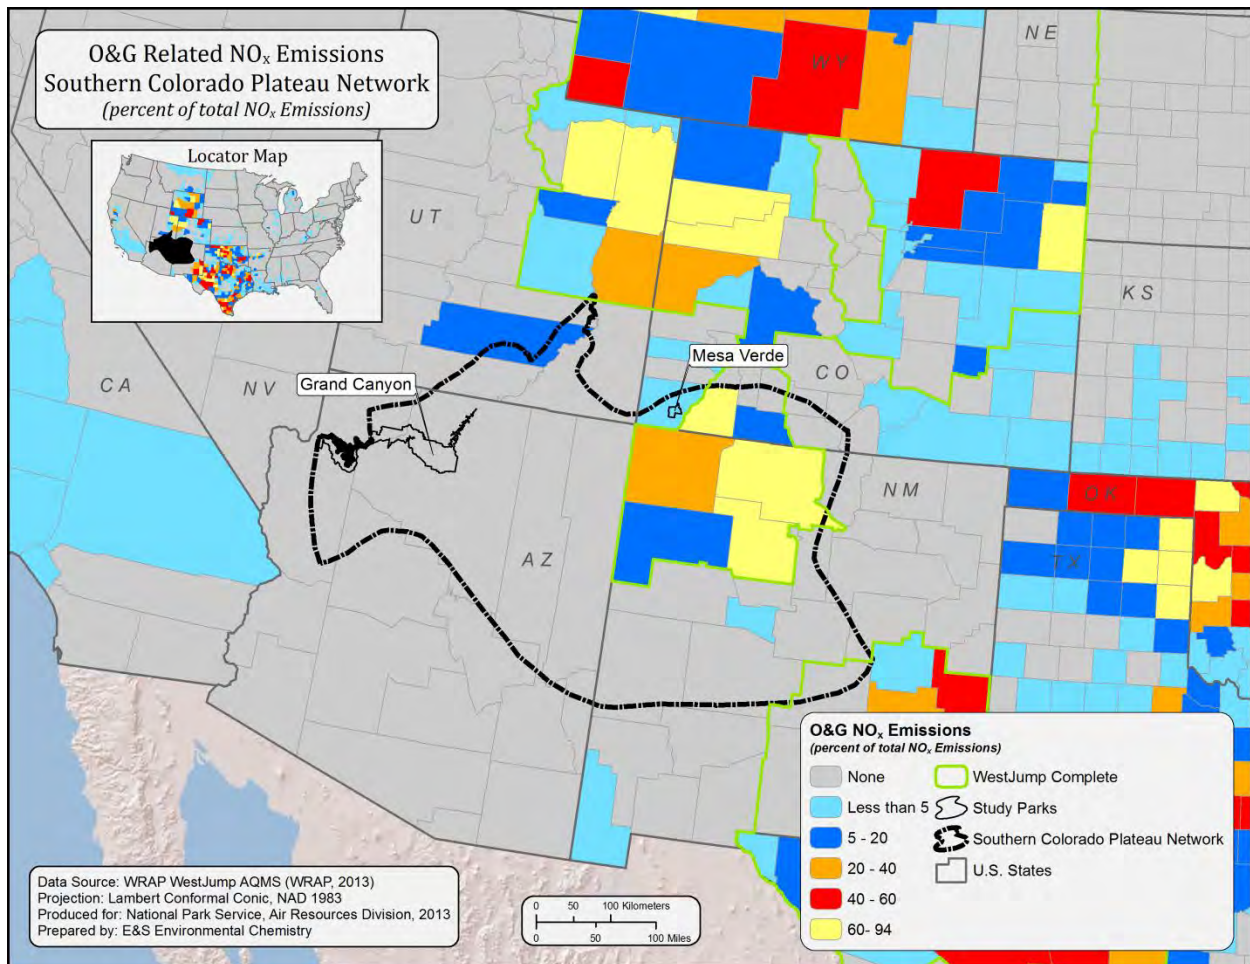 O&G Related NOₓ Emissions
Southern Colorado Plateau Network
(percent of total NOₓ Emissions)
Locator Map
NE
WY
UT
KS
CA
NV
CO
Mesa Verde
Grand Canyon
NM
OK
AZ
TX
O&G NOₓ Emissions
(percent of total NOₓ Emissions)
None
Less than 5
5 - 20
20 - 40
40 - 60
60- 94
WestJump Complete
Study Parks
Southern Colorado Plateau Network
U.S. States
Data Source: WRAP WestJump AQMS (WRAP, 2013)
Projection: Lambert Conformal Conic, NAD 1983
Produced for: National Park Service, Air Resources Division, 2013
Prepared by: E&S Environmental Chemistry
0 50 100 Kilometers
0 50 100 Miles